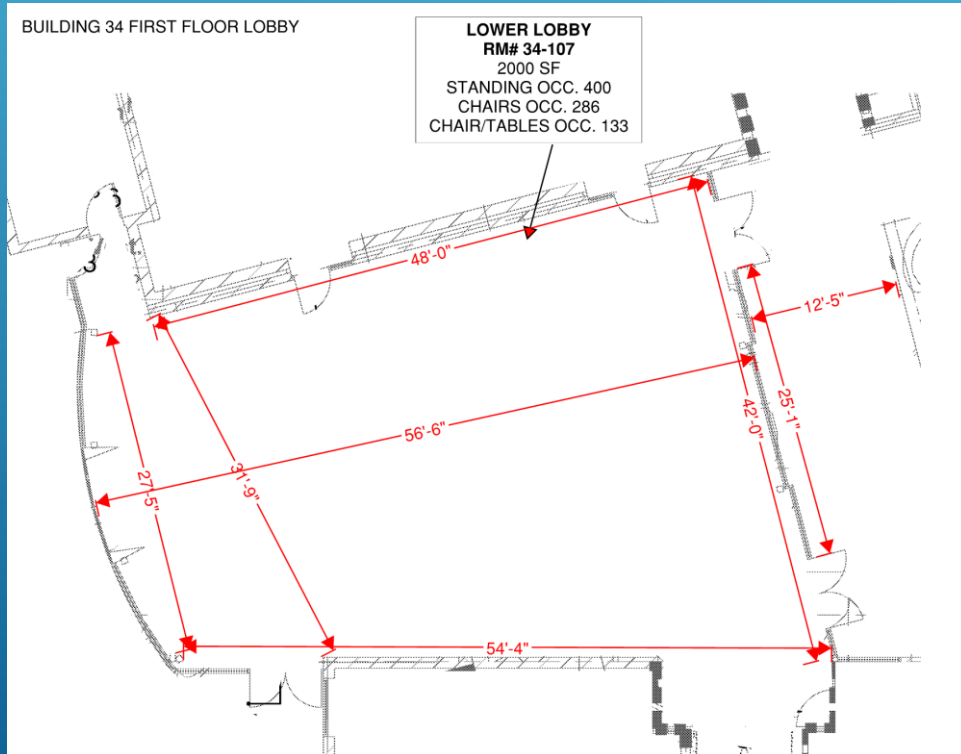 BUILDING 34 FIRST FLOOR LOBBY
LOWER LOBBY
RM# 34-107
2000 SF
STANDING OCC. 400
CHAIRS OCC. 286
CHAIR/TABLES OCC. 133
48'-0"
12'-5"
25'-1"
42'-0"
56'-6"
31'-9"
27'-5"
54'-4"